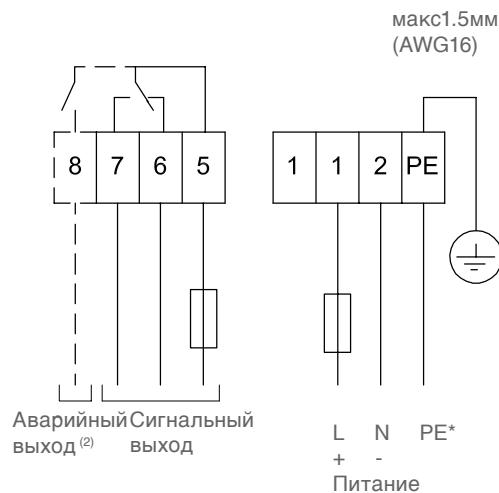 макс1.5мм
(AWG16)
8 7 6 5 1 1 2 PE
Аварийный Сигнальный
выход (2) выход
L N PE*
+ -
Питание